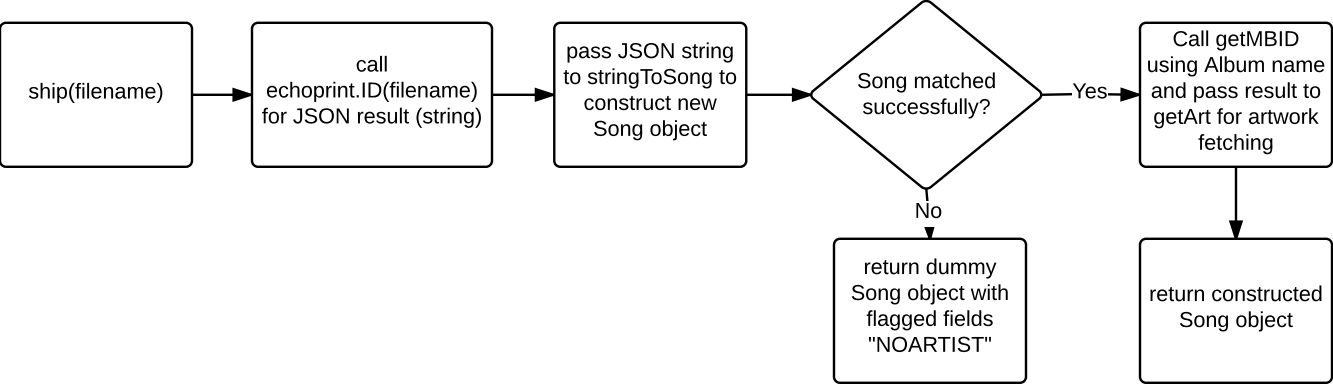 ship(filename)
call
echoprint.ID(filename)
for JSON result (string)
pass JSON string
to stringToSong to
construct new
Song object
Song matched
successfully?
Yes
Call getMBID
using Album name
and pass result to
getArt for artwork
fetching
No
return dummy
Song object with
flagged fields
"NOARTIST"
return constructed
Song object